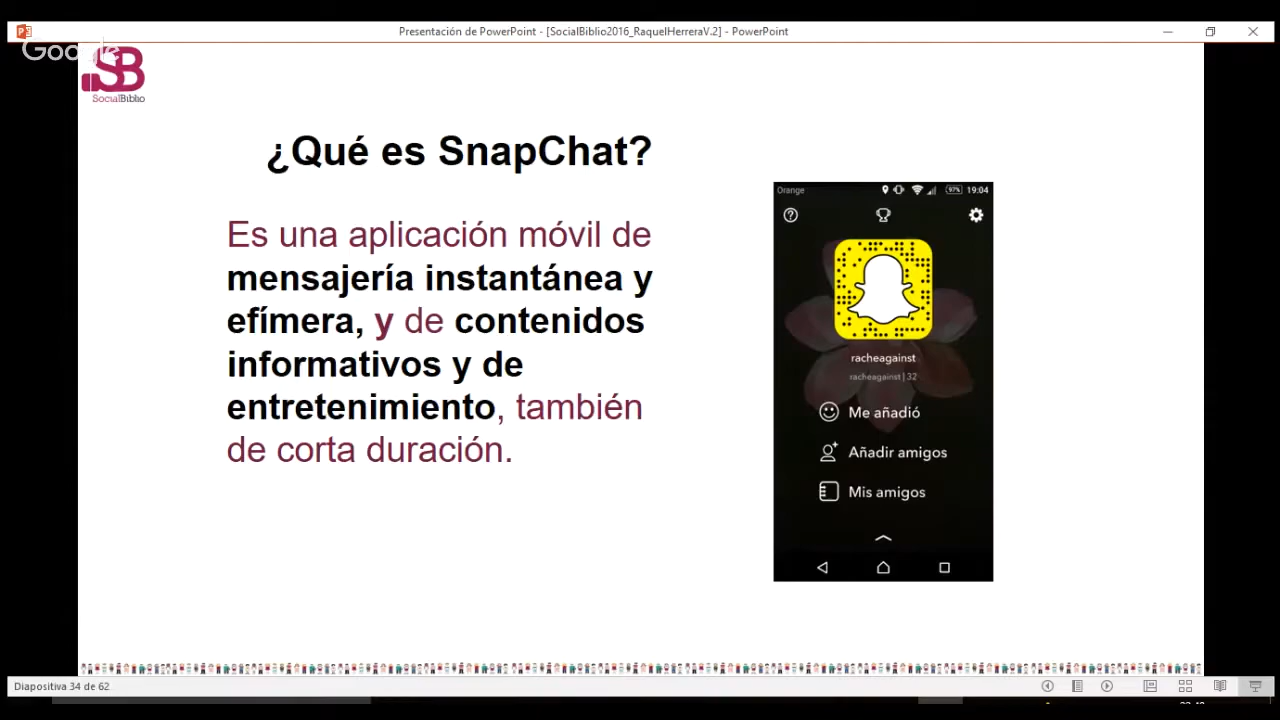 Presentación de PowerPoint - [SocialBiblio2016_RaquelHerreraV.2] - PowerPoint
Google
SB
SocialBiblio
¿Qué es SnapChat?
Es una aplicación móvil de
mensajería instantánea y
efímera, y de contenidos
informativos y de
entretenimiento, también
de corta duración.
Orange
97%
19:04
racheagainst
racheagainst | 32
Me añadió
Añadir amigos
Mis amigos
Diapositiva 34 de 62